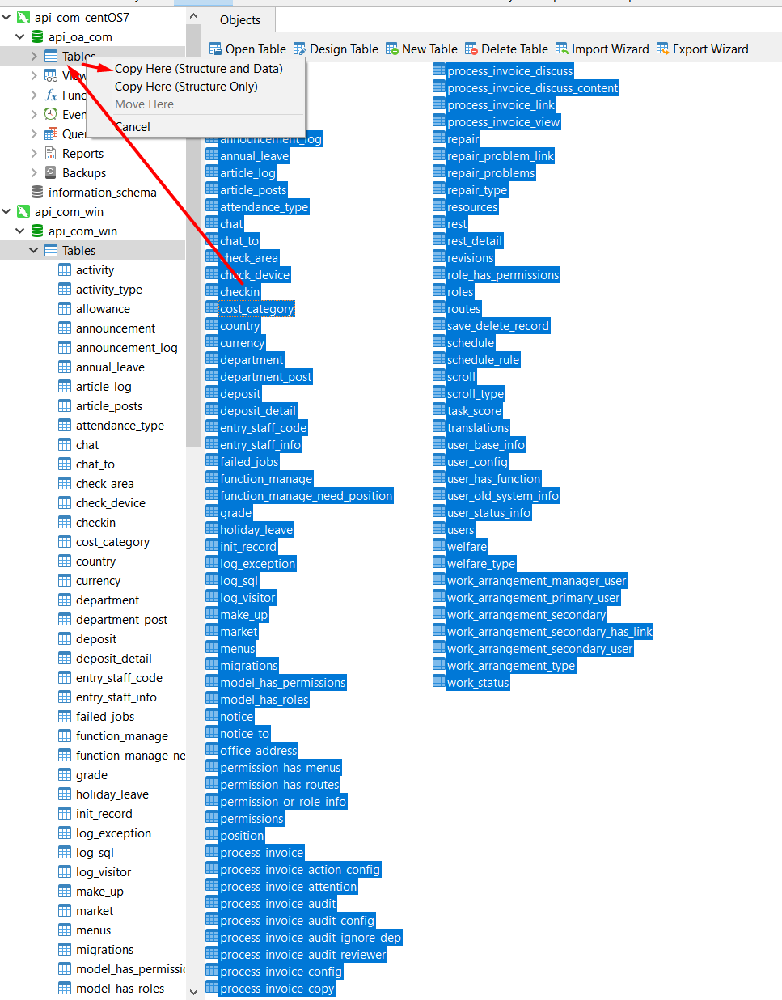 api_com_centOS7
api_oa_com
Tables
View
Func
Even
Queries
Reports
Backups
information_schema
api_com_win
api_com_win
Tables
activity
activity_type
allowance
announcement
announcement_log
annual_leave
article_log
article_posts
attendance_type
chat
chat_to
check_area
check_device
checkin
cost_category
country
currency
department
department_post
deposit
deposit_detail
entry_staff_code
entry_staff_info
failed_jobs
function_manage
function_manage_ne
grade
holiday_leave
init_record
log_exception
log_sql
log_visitor
make_up
market
menus
migrations
model_has_permissio
model_has_roles
Copy Here (Structure and Data)
Copy Here (Structure Only)
Move Here
Cancel
Objects
Open Table Design Table New Table Delete Table Import Wizard Export Wizard
announcement_log
annual_leave
article_log
article_posts
attendance_type
chat
chat_to
check_area
check_device
checkin
cost_category
country
currency
department
department_post
deposit
deposit_detail
entry_staff_code
entry_staff_info
failed_jobs
function_manage
function_manage_need_position
grade
holiday_leave
init_record
log_exception
log_sql
log_visitor
make_up
market
menus
migrations
model_has_permissions
model_has_roles
notice
notice_to
office_address
permission_has_menus
permission_has_routes
permission_or_role_info
permissions
position
process_invoice
process_invoice_action_config
process_invoice_attention
process_invoice_audit
process_invoice_audit_config
process_invoice_audit_ignore_dep
process_invoice_audit_reviewer
process_invoice_config
process_invoice_copy
process_invoice_discuss
process_invoice_discuss_content
process_invoice_link
process_invoice_view
repair
repair_problem_link
repair_problems
repair_type
resources
rest
rest_detail
revisions
role_has_permissions
roles
routes
save_delete_record
schedule
schedule_rule
scroll
scroll_type
task_score
translations
user_base_info
user_config
user_has_function
user_old_system_info
user_status_info
users
welfare
welfare_type
work_arrangement_manager_user
work_arrangement_primary_user
work_arrangement_secondary
work_arrangement_secondary_has_link
work_arrangement_secondary_user
work_arrangement_type
work_status